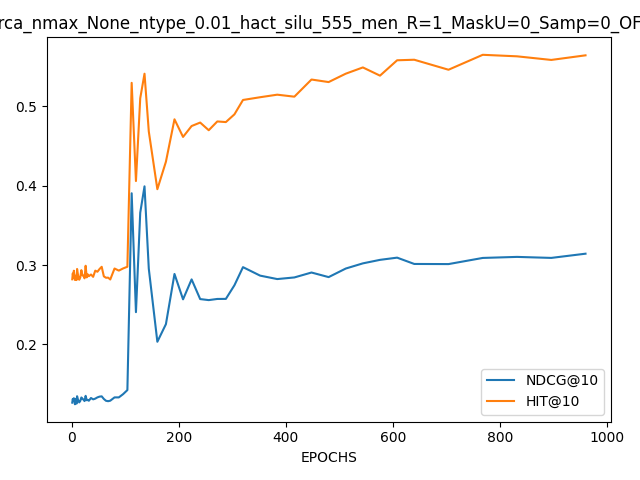 rca_nmax_None_ntype_0.01_hact_silu_555_men_R=1_MaskU=0_Samp=0_OF
0.5
0.4
0.3
0.2
NDCG@10
HIT@10
0 200 400 600 800 1000
EPOCHS